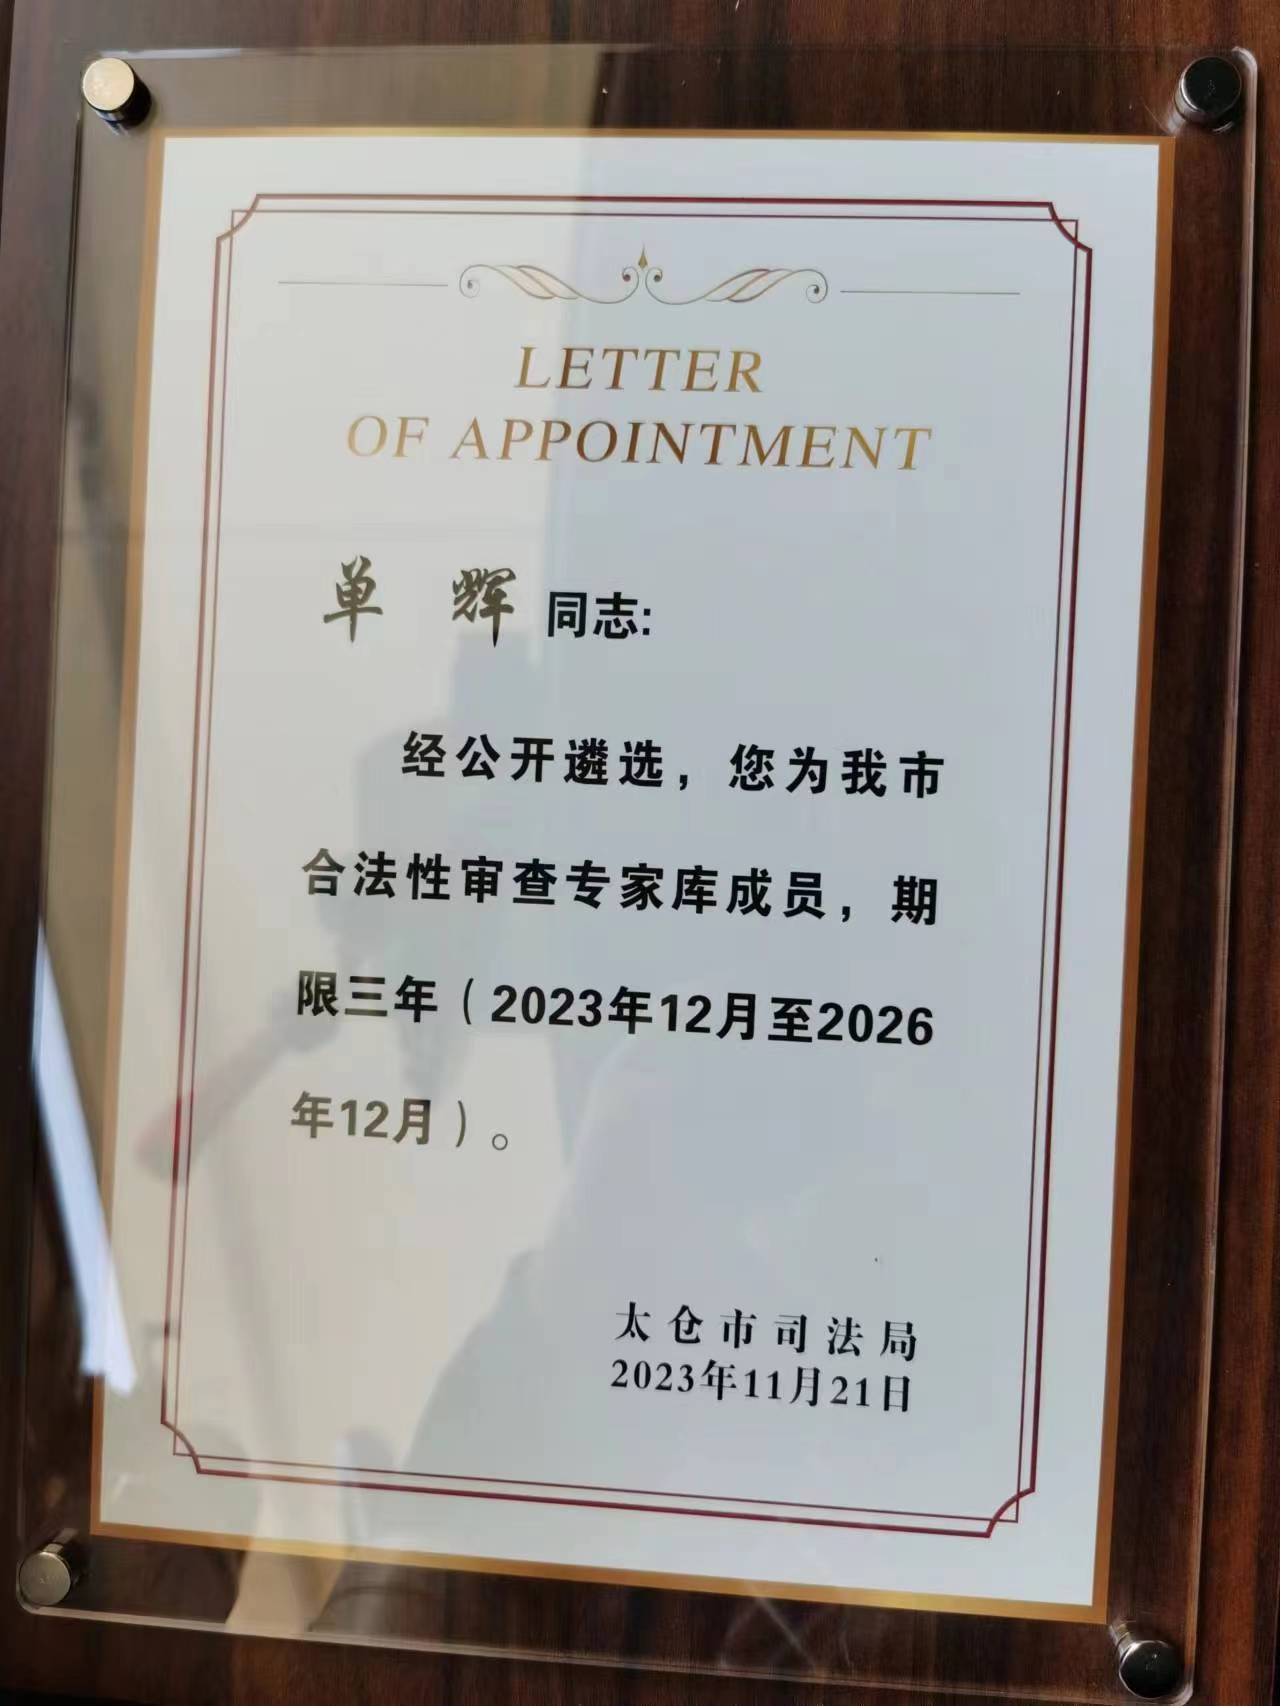 LETTER
OF APPOINTMENT
单 辉 同志:
经公开遴选，您为我市
合法性审查专家库成员，期
限三年（2023年12月至2026
年12月）。
太仓市司法局
2023年11月21日